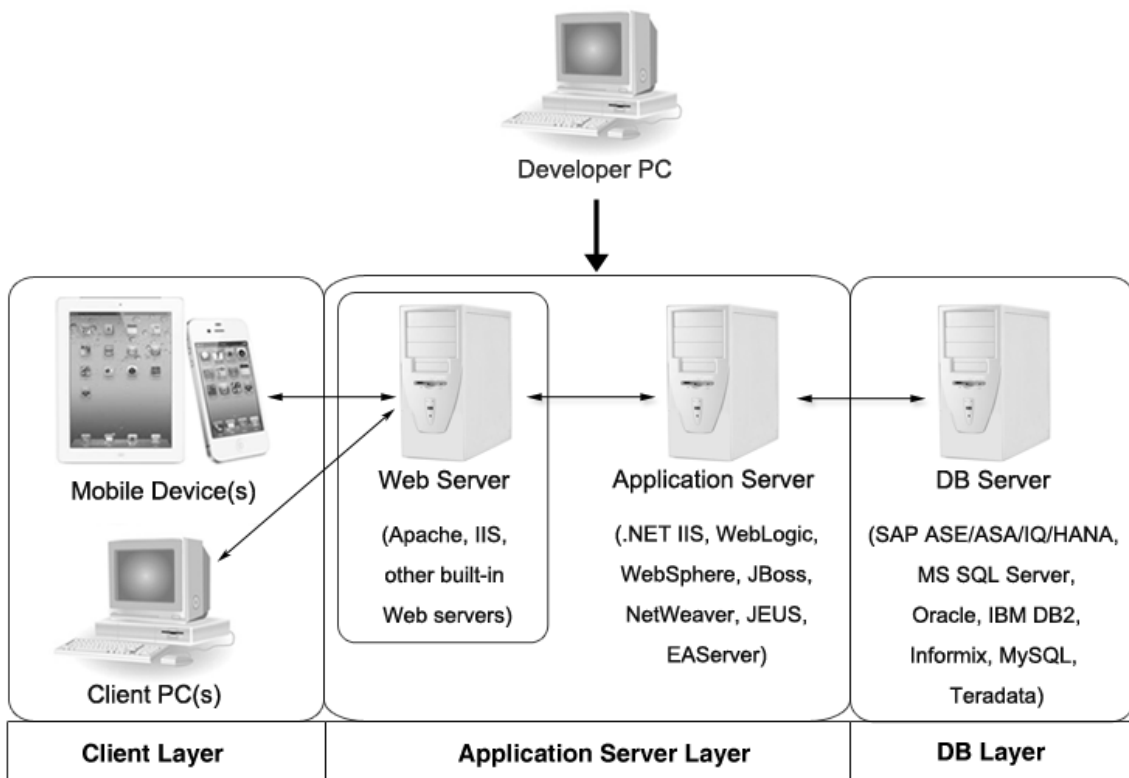 Developer PC
Mobile Device(s)
Client PC(s)
Web Server
(Apache, IIS,
other built-in
Web servers)
Application Server
(.NET IIS, WebLogic,
WebSphere, JBoss,
NetWeaver, JEUS,
EAServer)
DB Server
(SAP ASE/ASA/IQ/HANA,
MS SQL Server,
Oracle, IBM DB2,
Informix, MySQL,
Teradata)
Client Layer
Application Server Layer
DB Layer